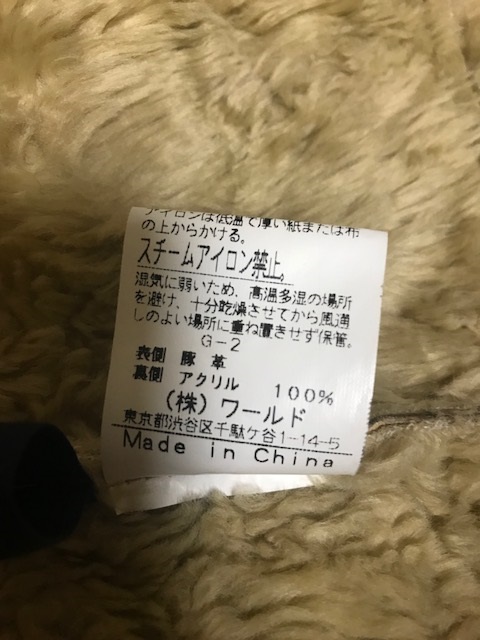 アイロンは低温で厚い紙または布
の上からかける。
スチームアイロン禁止。
湿気に弱いため、高温多湿の場所
を避け、十分乾燥させてから風通
しのよい場所に重ね置きせず保管。
G-2
表側 豚 革
裏側 アクリル 100%
(株) ワールド
東京都渋谷区千駄ケ谷1-14-5
Made in China